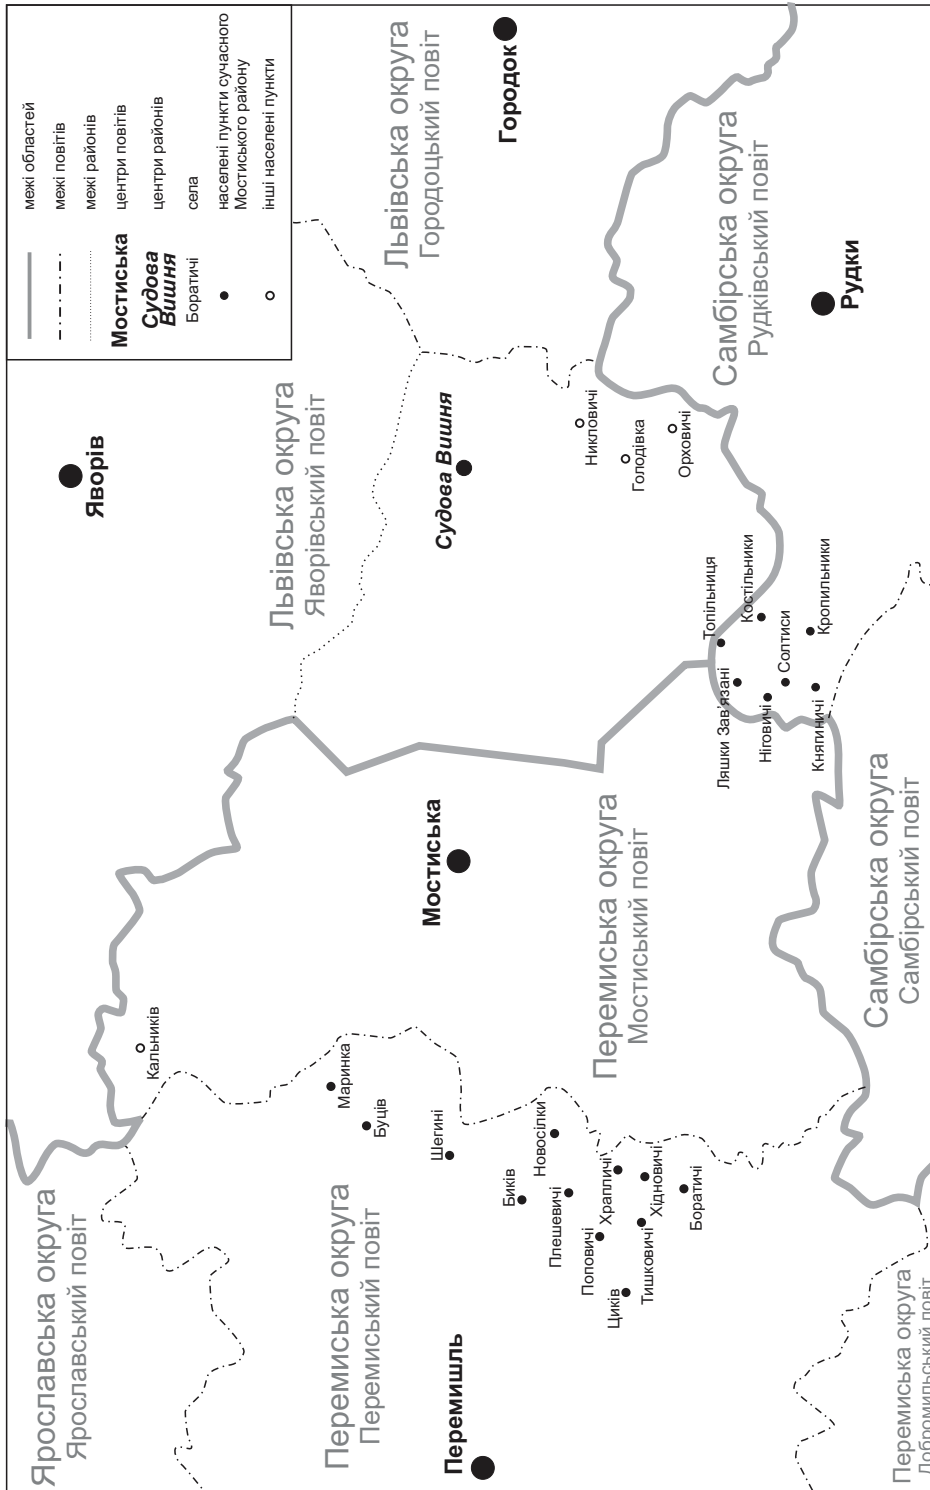 Ярославська округа
Ярославський повіт
Львівська округа
Яворівський повіт
Яворів
Львівська округа
Городоцький повіт
Городок
Перемиська округа
Перемиський повіт
Перемишль
Перемиська округа
Мостиський повіт
Мостиська
Судова Вишня
Самбірська округа
Рудківський повіт
Рудки
Самбірська округа
Самбірський повіт
Перемиська округа
Добромильський повіт
Кальників
Маринка
Буців
Шегині
Биків
Новосілки
Плешевичі
Поповичі
Храпличі
Циків
Тишковичі
Хідновичі
Боратичі
Никловичі
Голодівка
Орховичі
Топільниця
Ляшки Зав'язані
Костільники
Ніговичі
Солтиси
Княгиничі
Кропильники
межі областей
межі повітів
межі районів
Мостиська
центри повітів
Судова
Вишня
центри районів
Боратичі
села
населені пункти сучасного
Мостиського району
інші населені пункти